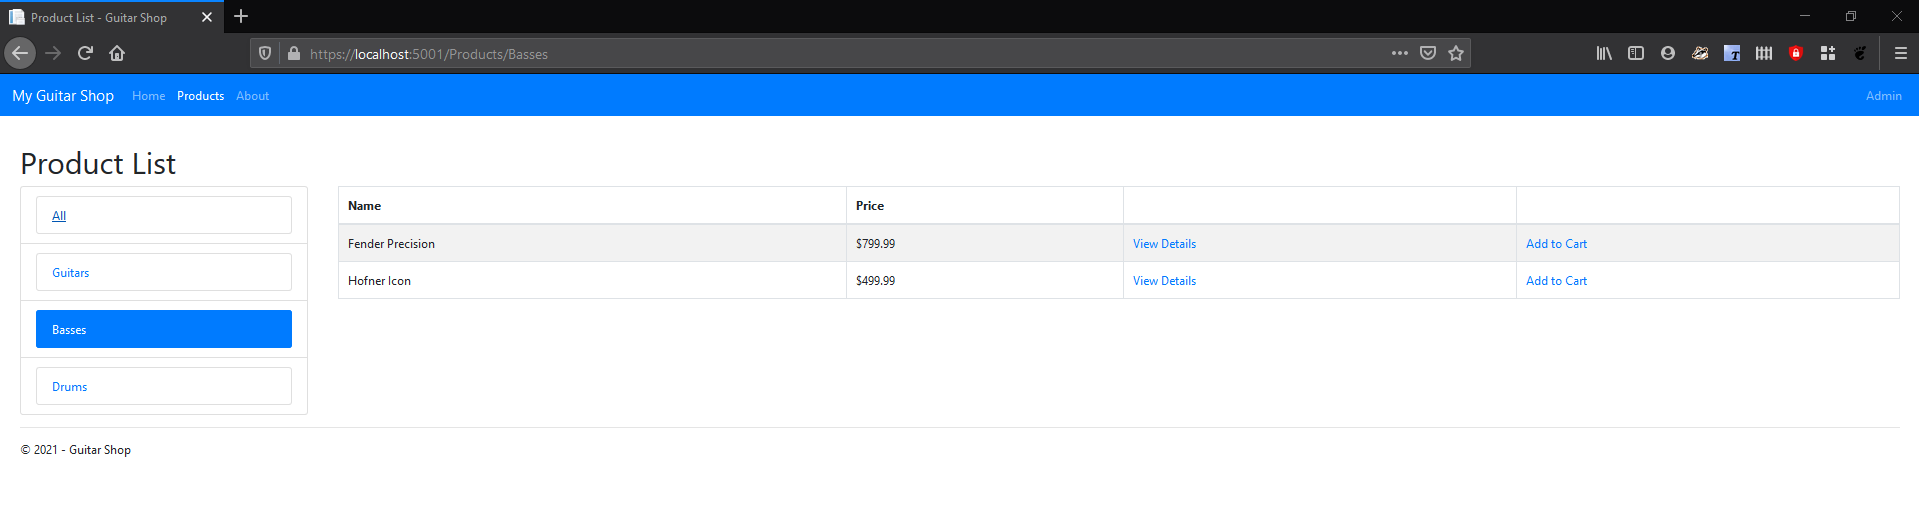 Product List - Guitar Shop
https://localhost:5001/Products/Basses
My Guitar Shop Home Products About Admin
Product List
All
Guitars
Basses
Drums
Name Price
Fender Precision $799.99 View Details Add to Cart
Hofner Icon $499.99 View Details Add to Cart
© 2021 - Guitar Shop